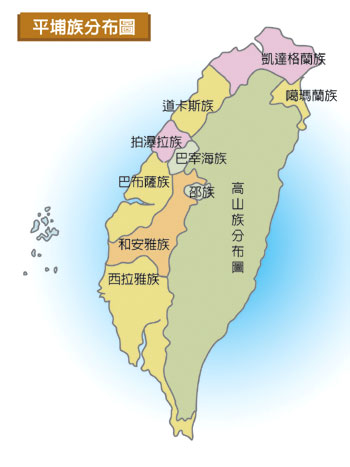 平埔族分布圖
凱達格蘭族
噶瑪蘭族
道卡斯族
拍瀑拉族
巴宰海族
巴布薩族
邵族
高山族分布圖
和安雅族
西拉雅族